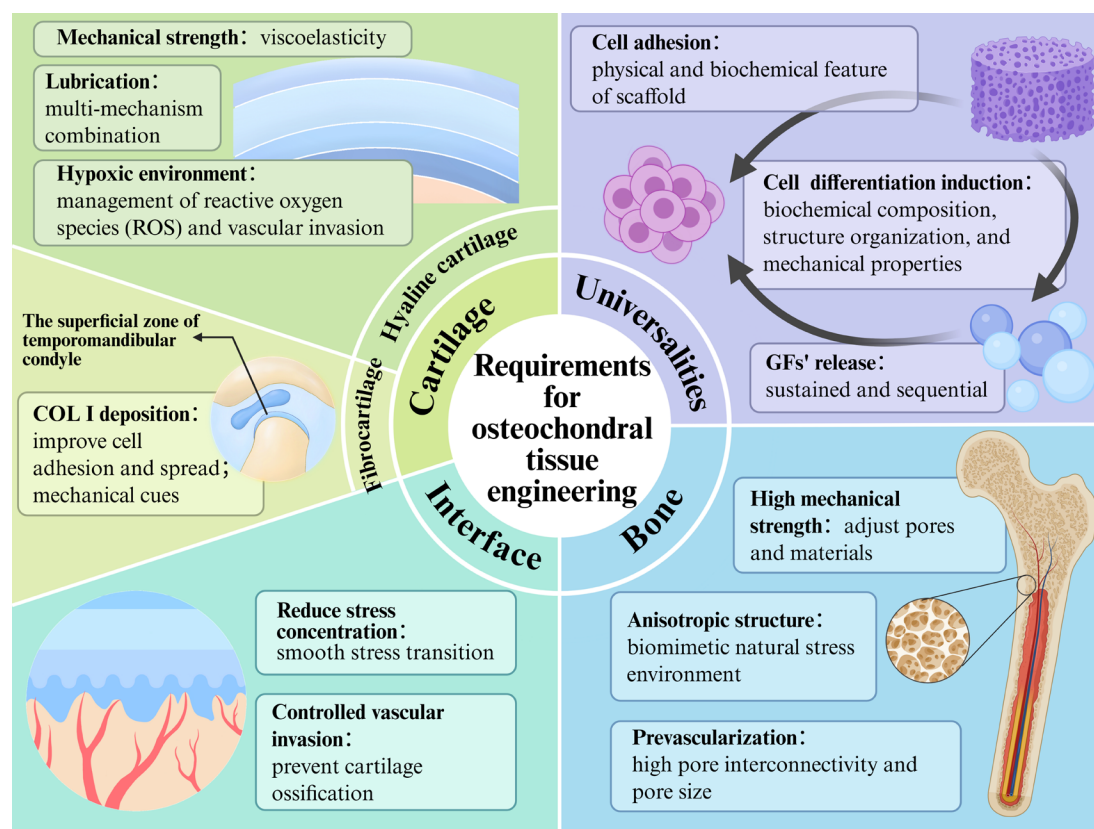 Mechanical strength: viscoelasticity
Lubrication:
multi-mechanism
combination
Hypoxic environment:
management of reactive oxygen
species (ROS) and vascular invasion
Hyaline cartilage
Cartilage
Fibrocartilage
The superficial zone of
temporomandibular
condyle
COL I deposition:
improve cell
adhesion and spread;
mechanical cues
Cell adhesion:
physical and biochemical feature
of scaffold
Cell differentiation induction:
biochemical composition,
structure organization, and
mechanical properties
GFs' release:
sustained and sequential
Universalities
Requirements
for
osteochondral
tissue
engineering
Interface
Reduce stress
concentration:
smooth stress transition
Controlled vascular
invasion:
prevent cartilage
ossification
Bone
High mechanical
strength: adjust pores
and materials
Anisotropic structure:
biomimetic natural stress
environment
Prevascularization:
high pore interconnectivity and
pore size